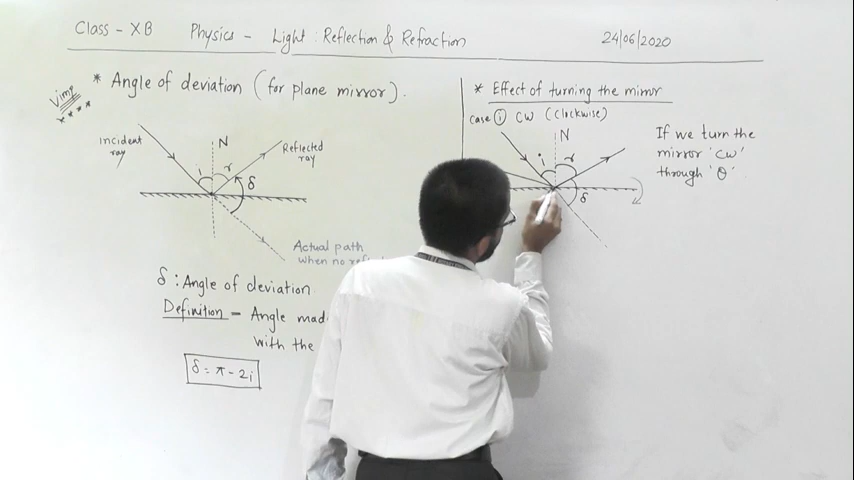 Class - XB Physics - Light : Reflection & Refraction 24/06/2020
Vimp
* * * *
* Angle of deviation (for plane mirror).
Incident
ray
N
i
r
Reflected
ray
δ
Actual path
when no
δ : Angle of deviation
Definition = Angle
with the
δ = π - 2i
* Effect of turning the mirror
case (i) CW (Clockwise)
N
i
r
δ
If we turn the
mirror 'CW'
through 'θ'